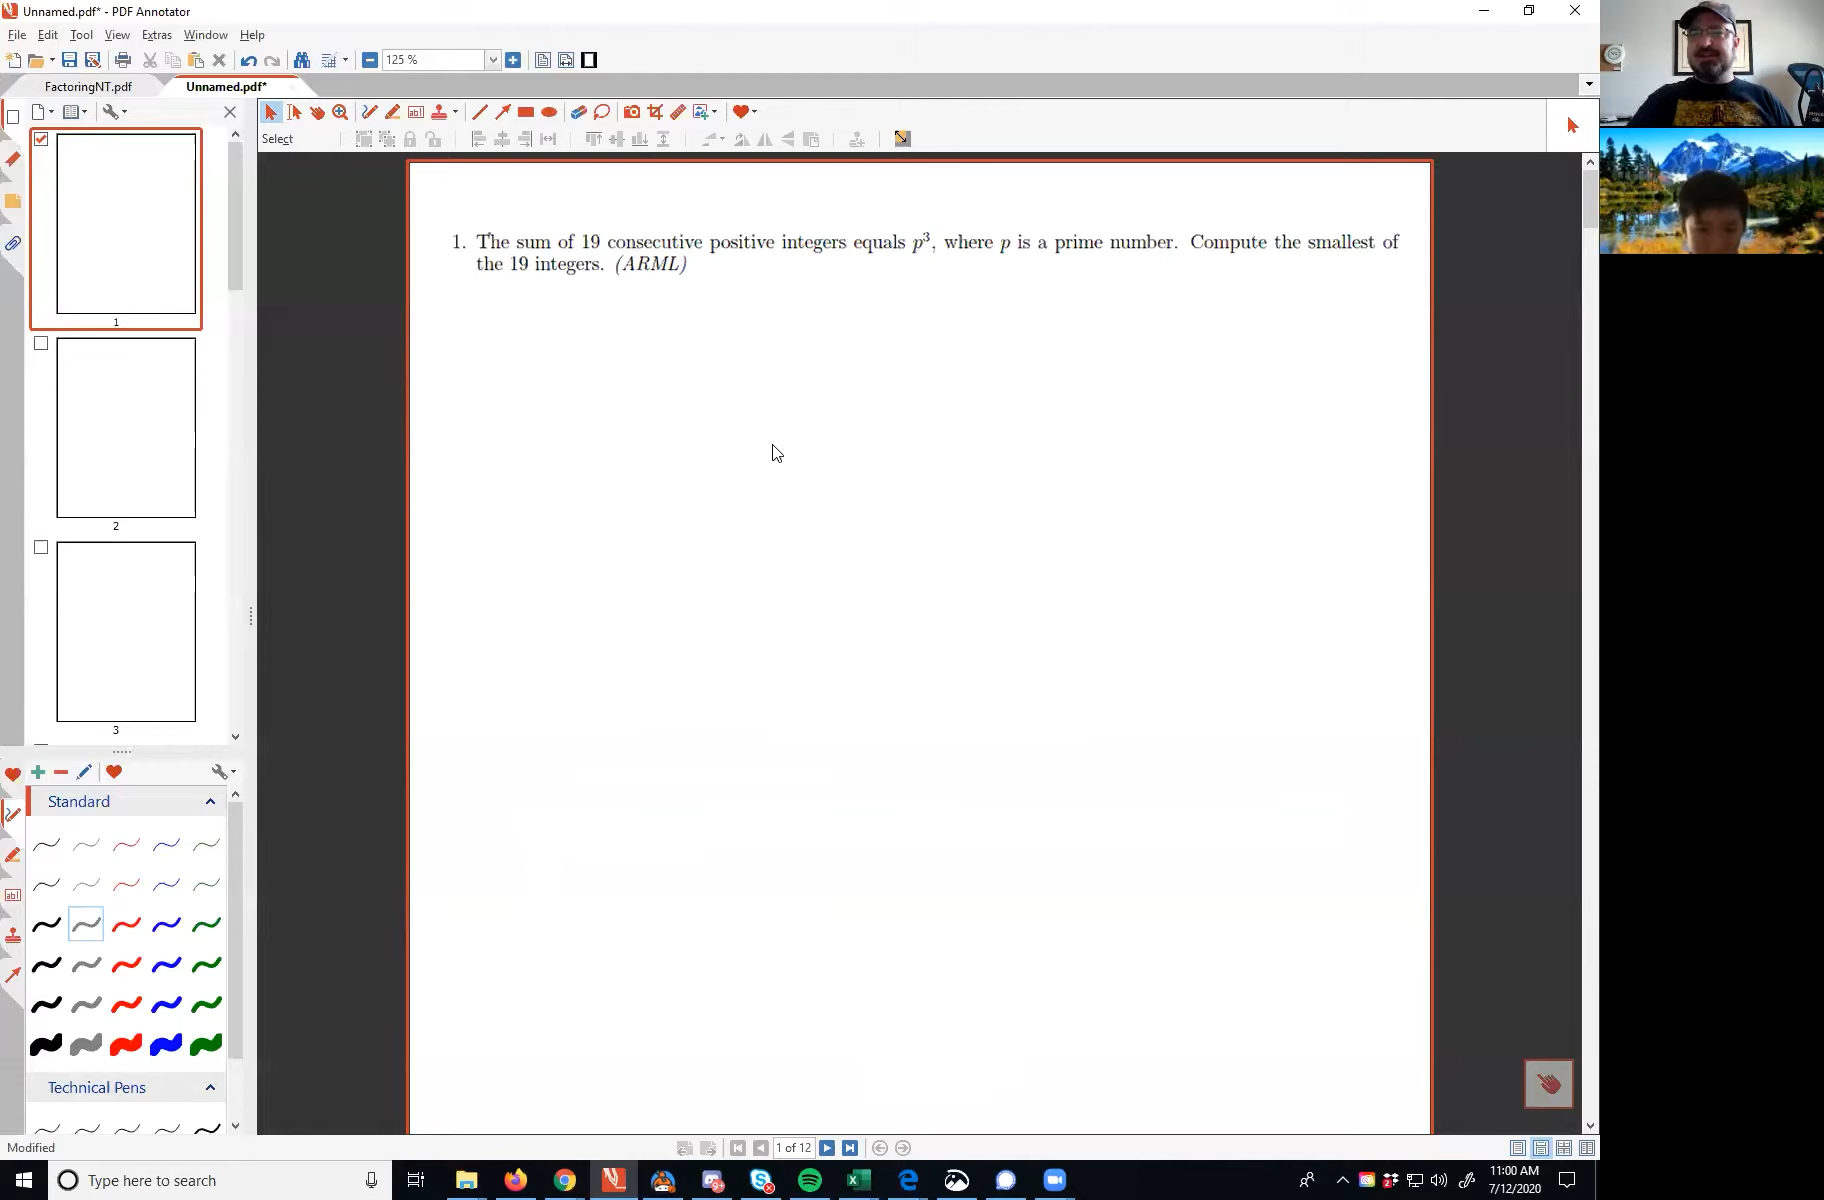 Unnamed.pdf* - PDF Annotator
File Edit Tool View Extras Window Help
125 %
FactoringNT.pdf Unnamed.pdf*
Select
1. The sum of 19 consecutive positive integers equals p³, where p is a prime number. Compute the smallest of
the 19 integers. (ARML)
1
2
3
Standard
Technical Pens
Modified
1 of 12
Type here to search
11:00 AM
7/12/2020